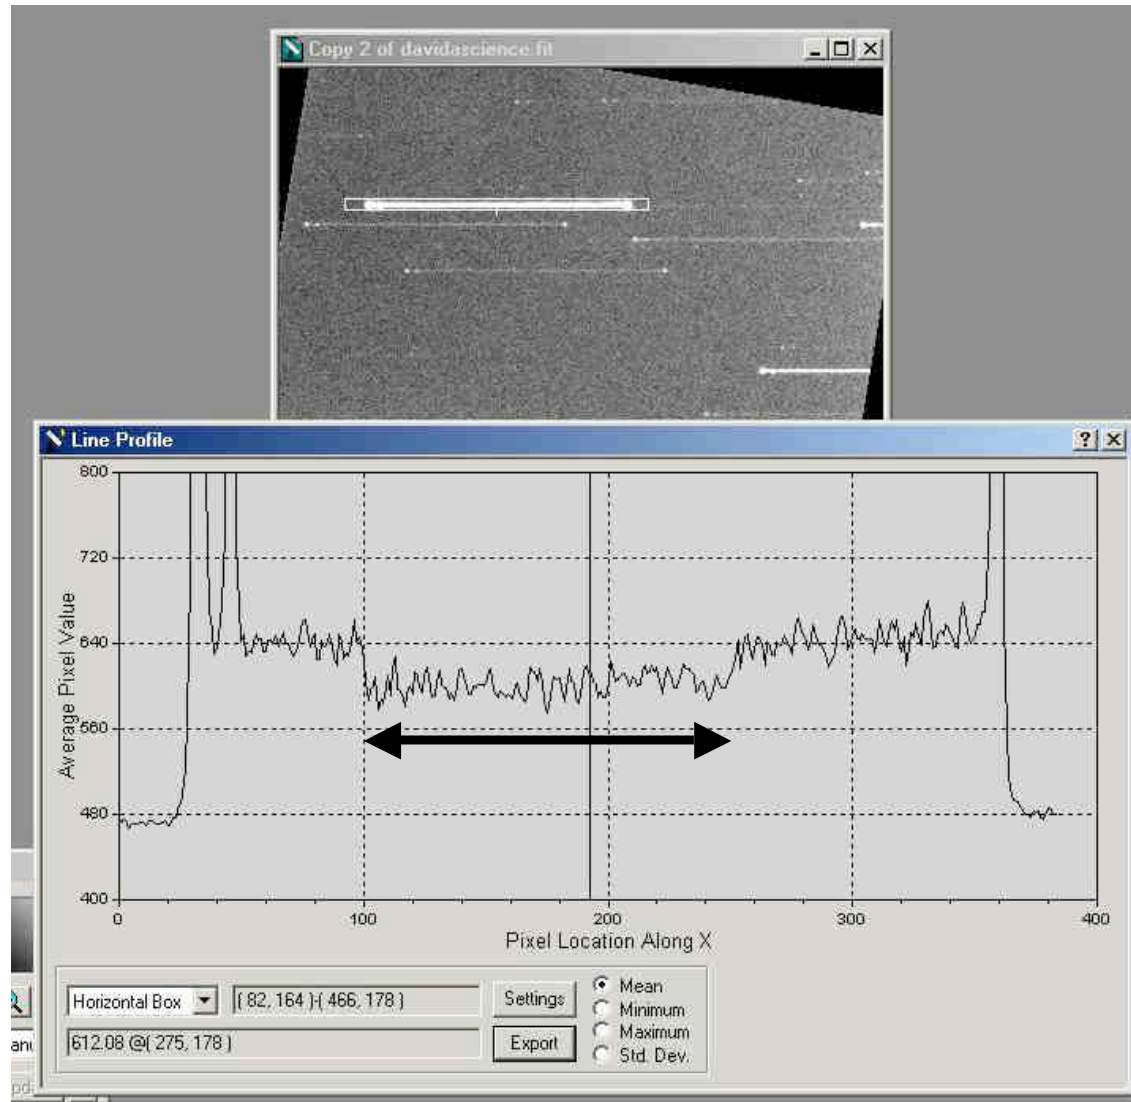 Copy 2 of davidascience.fit
Line Profile
800
720
640
560
480
400
Average Pixel Value
0 100 200 300 400
Pixel Location Along X
Horizontal Box
( 82, 164 )-( 466, 178 )
Settings
Mean
Minimum
Maximum
Std. Dev.
612.08 @( 275, 178 )
Export